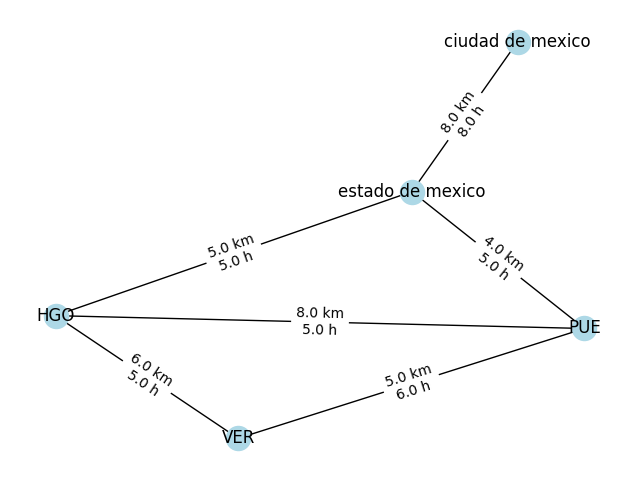 ciudad de mexico
8.0 km
8.0 h
estado de mexico
5.0 km
5.0 h
4.0 km
5.0 h
HGO
8.0 km
5.0 h
PUE
6.0 km
5.0 h
5.0 km
6.0 h
VER